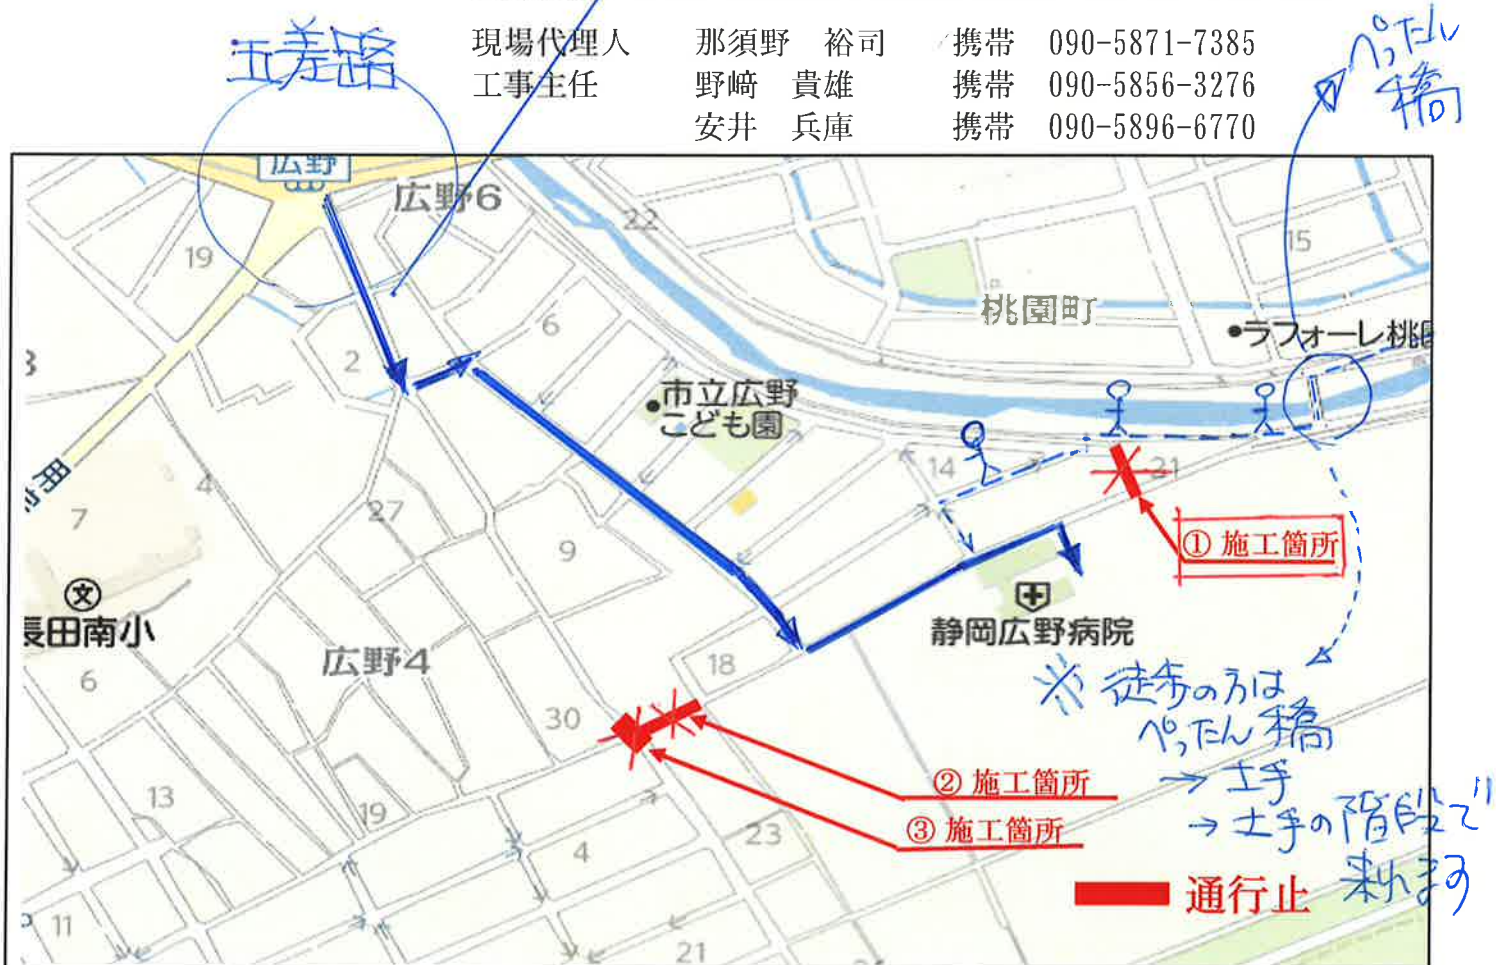 五差路
現場代理人 那須野 裕司 携帯 090-5871-7385
工事主任 野﨑 貴雄 携帯 090-5856-3276
安井 兵庫 携帯 090-5896-6770
ぺったん
橋
広野
広野6
22
19
15
桃園町
ラフォーレ桃園
6
2
市立広野
こども園
14
21
4
27
7
9
① 施工箇所
文
長田南小
静岡広野病院
広野4
18
6
30
※徒歩の方は
ぺったん橋
→ 土手
→ 土手の階段で
来れます
② 施工箇所
③ 施工箇所
13
19
4
23
通行止
11
21